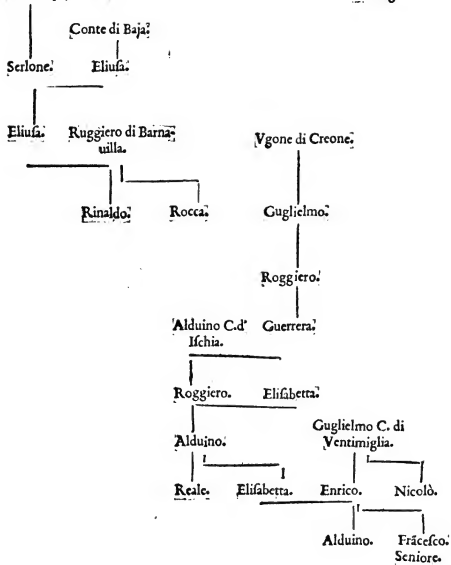 Conte di Baja.
Serlone. Eliuſa.
Eliuſa. Ruggiero di Barna-
uilla.
Vgone di Creone.
Rinaldo. Rocca. Guglielmo.
Roggiero.
Alduino C.d' Guerrera.
Iſchia.
Roggiero. Eliſabetta.
Guglielmo C. di
Alduino. Ventimiglia.
Reale. Eliſabetta. Enrico. Nicolò.
Alduino. Frãceſco.
Seniore.